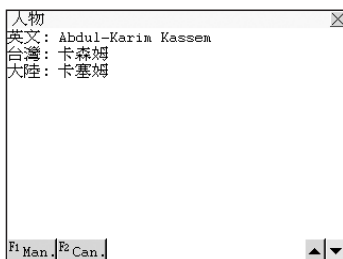 人物
英文: Abdul-Karim Kassem
台灣: 卡森姆
大陸: 卡塞姆
F1 Man. F2 Can.